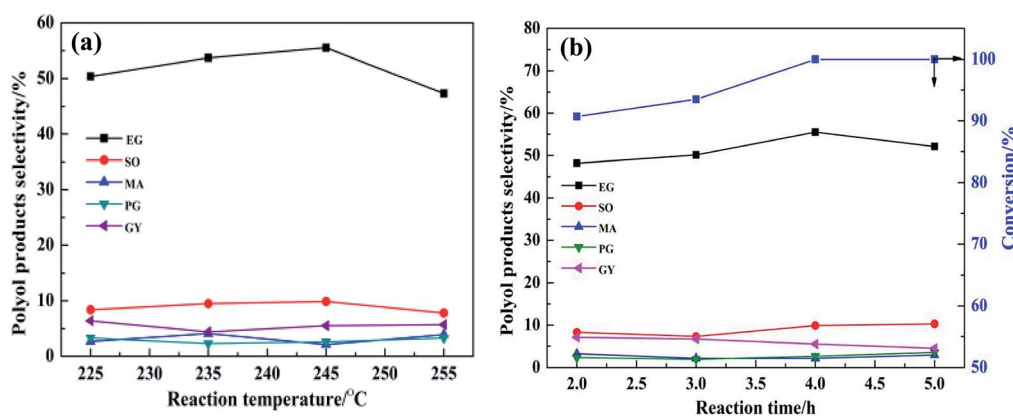 (a)
Polyol products selectivity/%
60
50
40
30
20
10
0
EG
SO
MA
PG
GY
225 230 235 240 245 250 255
Reaction temperature/°C
(b)
Polyol products selectivity/%
80
70
60
50
40
30
20
10
0
EG
SO
MA
PG
GY
2.0 2.5 3.0 3.5 4.0 4.5 5.0
Reaction time/h
100
90
80
70
60
50
Conversion/%